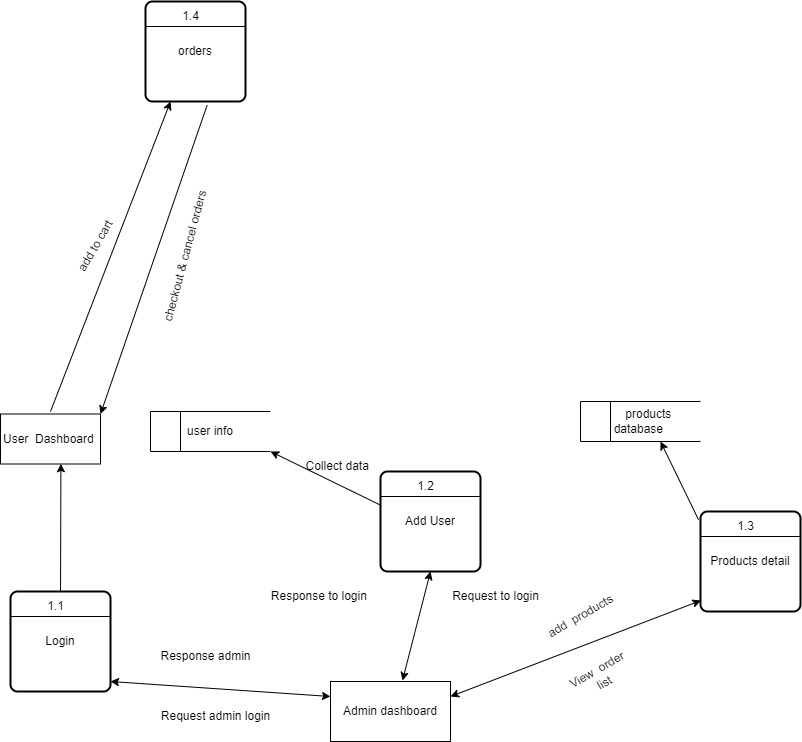 1.4
orders
add to cart
checkout & cancel orders
User Dashboard
user info
products
database
Collect data
1.2
Add User
1.3
Products detail
1.1
Login
Response to login
Request to login
add products
View order
list
Response admin
Request admin login
Admin dashboard